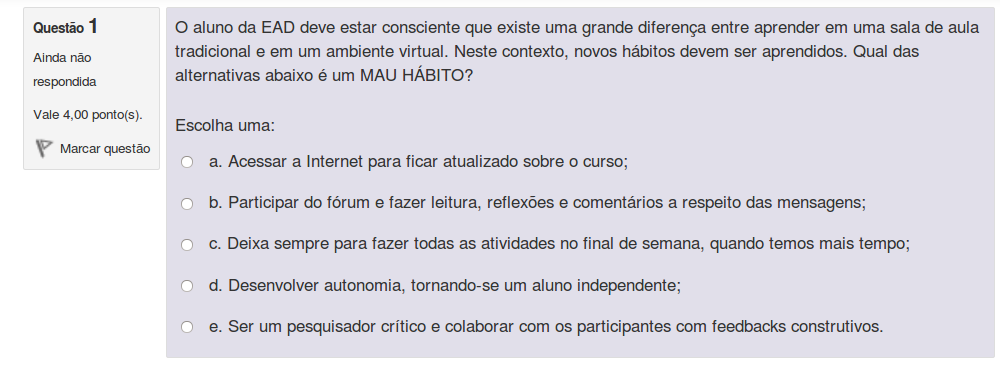 Questão 1
Ainda não
respondida
Vale 4,00 ponto(s).
Marcar questão
O aluno da EAD deve estar consciente que existe uma grande diferença entre aprender em uma sala de aula
tradicional e em um ambiente virtual. Neste contexto, novos hábitos devem ser aprendidos. Qual das
alternativas abaixo é um MAU HÁBITO?
Escolha uma:
a. Acessar a Internet para ficar atualizado sobre o curso;
b. Participar do fórum e fazer leitura, reflexões e comentários a respeito das mensagens;
c. Deixa sempre para fazer todas as atividades no final de semana, quando temos mais tempo;
d. Desenvolver autonomia, tornando-se um aluno independente;
e. Ser um pesquisador crítico e colaborar com os participantes com feedbacks construtivos.